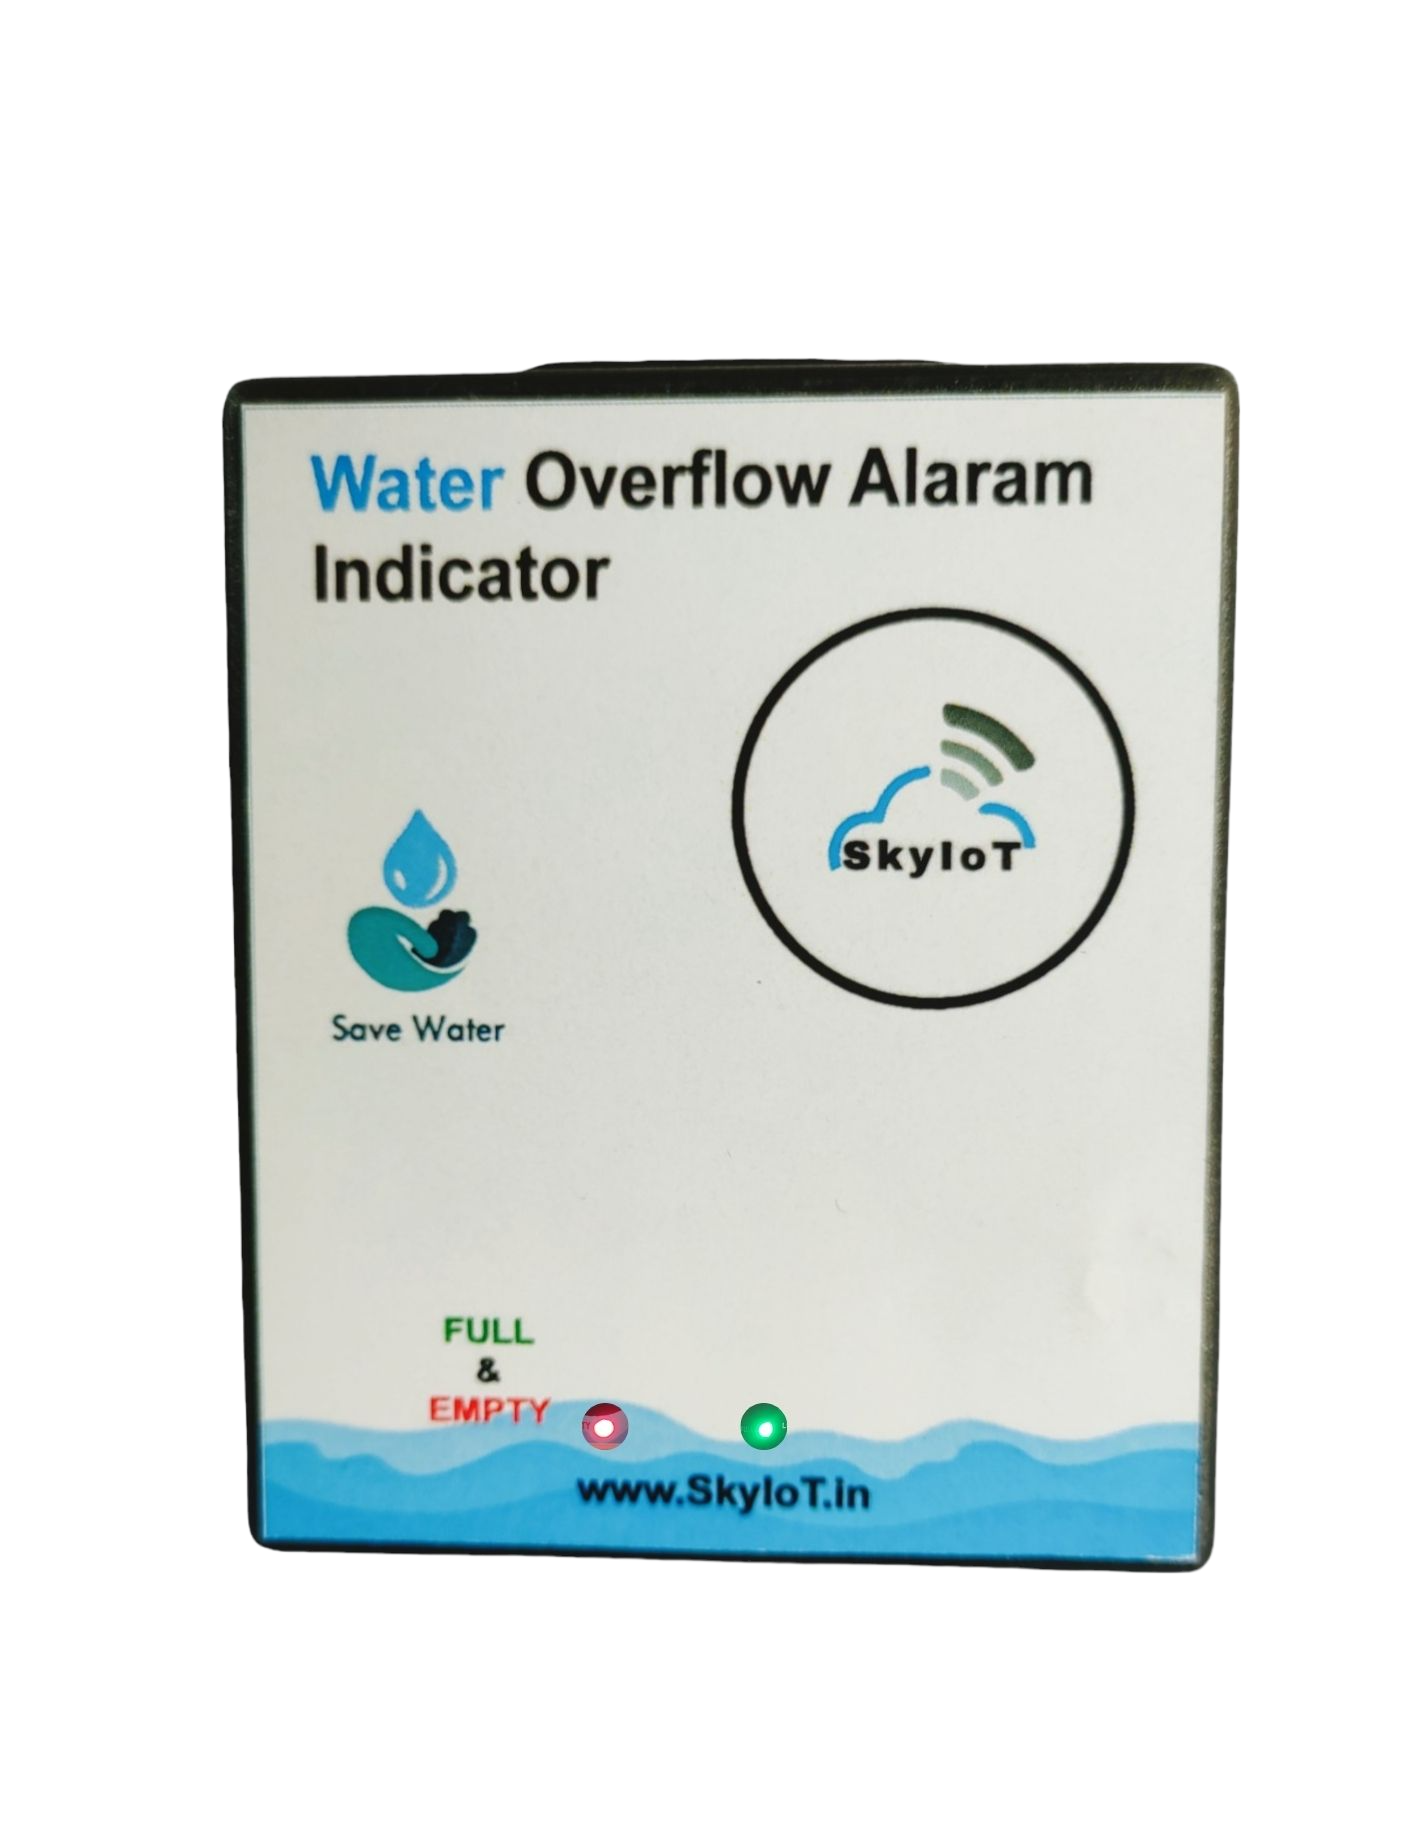 Water Overflow Alaram
Indicator
SkyIoT
Save Water
FULL
&
EMPTY
www.SkyIoT.in